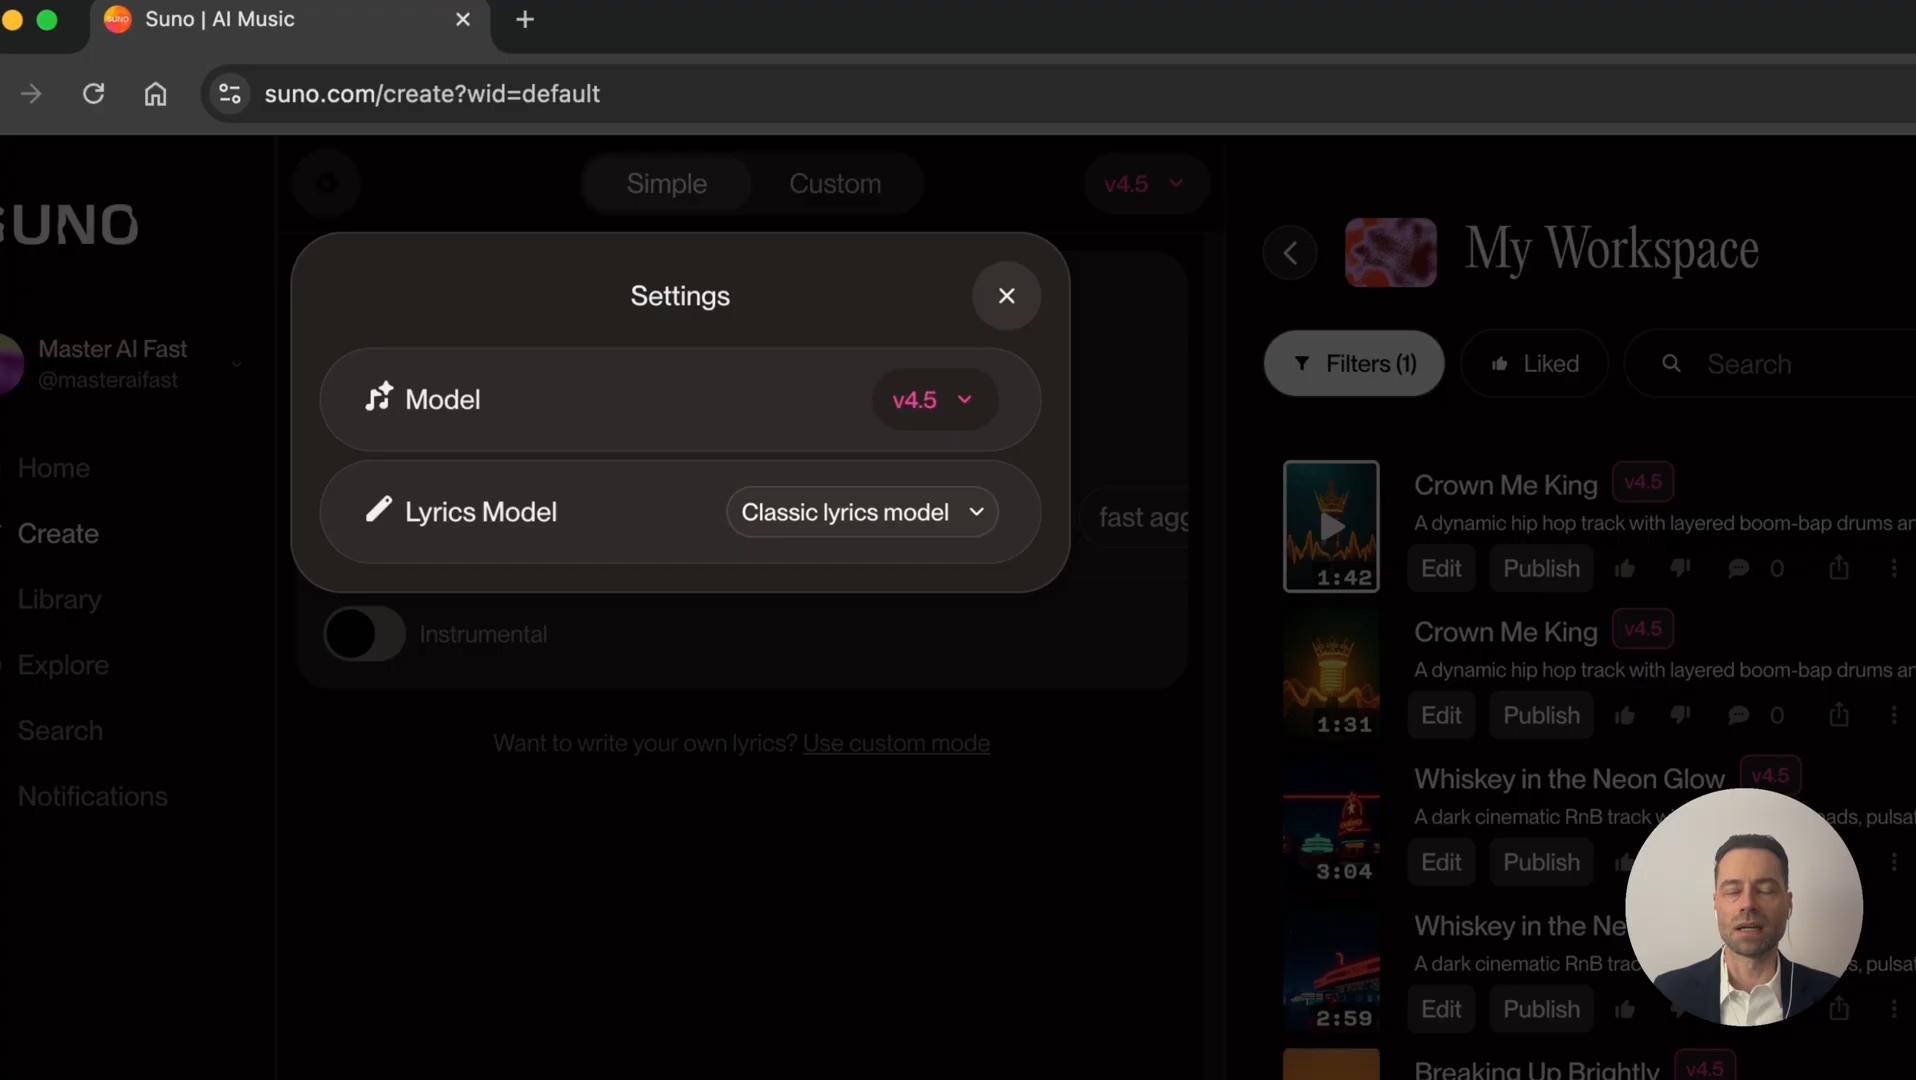 Suno | AI Music
suno.com/create?wid=default
SUNO
Master AI Fast
@masteraifast
Home
Create
Library
Explore
Search
Notifications
Simple
Custom
v4.5
Settings
Model
v4.5
Lyrics Model
Classic lyrics model
fast agg
Instrumental
Want to write your own lyrics? Use custom mode
My Workspace
Filters (1)
Liked
Search
Crown Me King v4.5
A dynamic hip hop track with layered boom-bap drums an
1:42
Edit Publish 0
Crown Me King v4.5
A dynamic hip hop track with layered boom-bap drums an
1:31
Edit Publish 0
Whiskey in the Neon Glow v4.5
A dark cinematic RnB track w ads, pulsat
3:04
Edit Publish
Whiskey in the Ne
A dark cinematic RnB trac s, pulsat
2:59
Edit Publish
Breaking Up Brightly v4.5